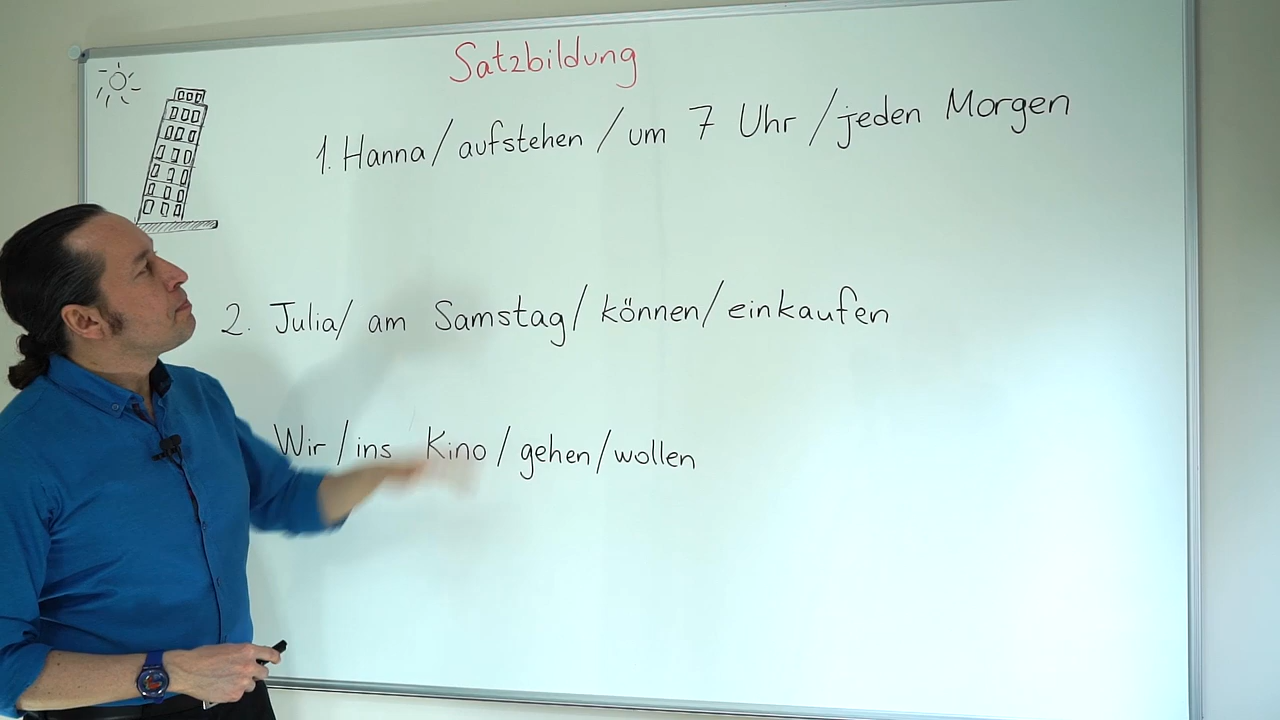 Satzbildung
1. Hanna/ aufstehen / um 7 Uhr / jeden Morgen
2. Julia/ am Samstag/ können/ einkaufen
Wir / ins Kino / gehen / wollen